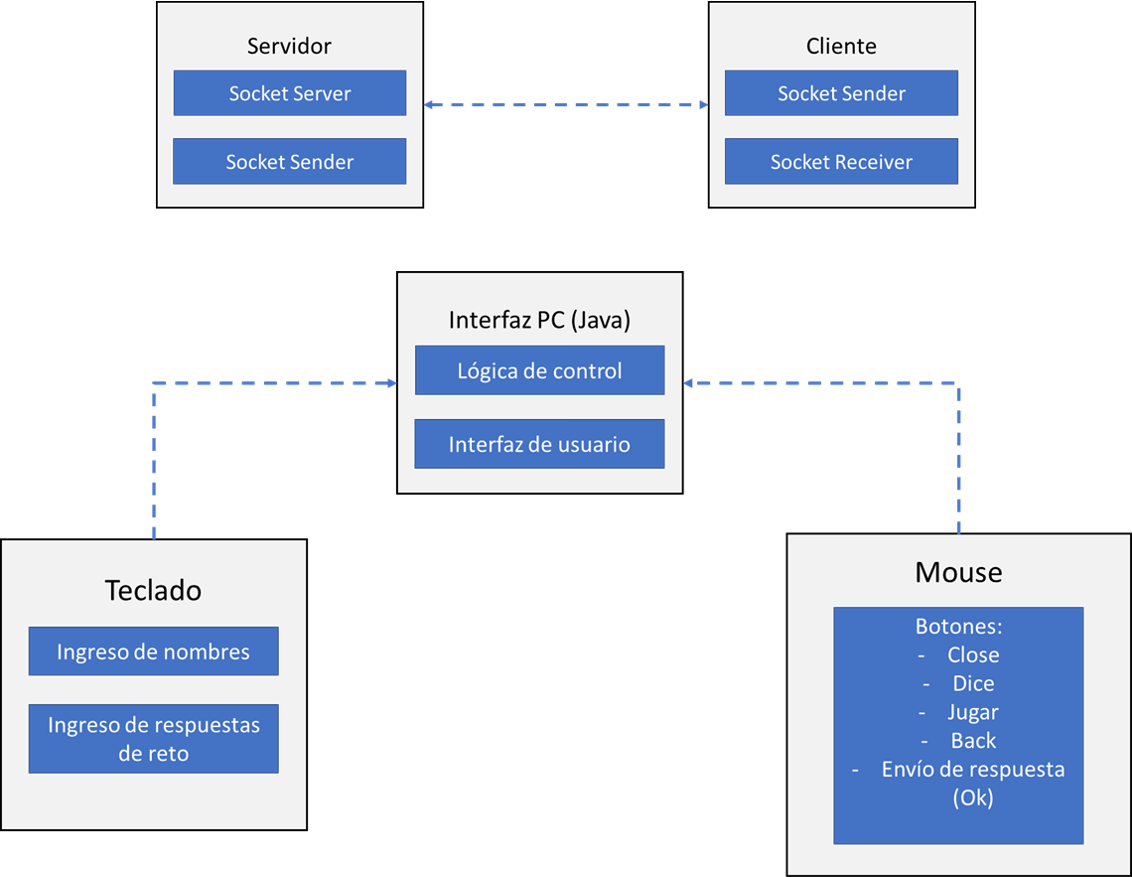 Servidor
Socket Server
Socket Sender
Cliente
Socket Sender
Socket Receiver
Interfaz PC (Java)
Lógica de control
Interfaz de usuario
Teclado
Ingreso de nombres
Ingreso de respuestas
de reto
Mouse
Botones:
- Close
- Dice
- Jugar
- Back
- Envío de respuesta
(Ok)